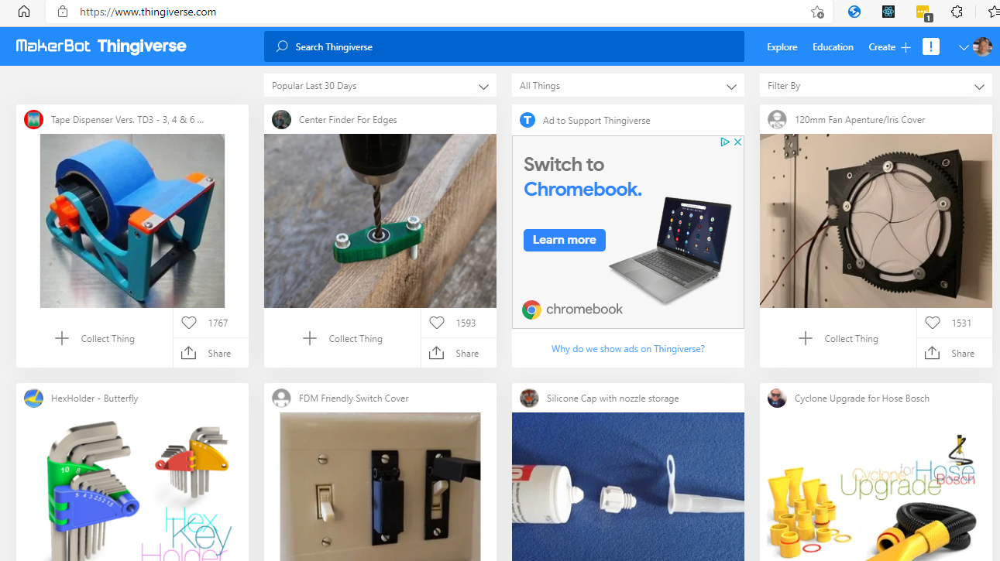 https://www.thingiverse.com
1
MakerBot Thingiverse
Search Thingiverse
Explore
Education
Create
!
Popular Last 30 Days
All Things
Filter By
Tape Dispenser Vers. TD3 - 3, 4 & 6 ...
Collect Thing
1767
Share
Center Finder For Edges
Collect Thing
1593
Share
T
Ad to Support Thingiverse
Switch to
Chromebook.
Learn more
chromebook
Why do we show ads on Thingiverse?
120mm Fan Apenture/Iris Cover
Collect Thing
1531
Share
HexHolder - Butterfly
10 8
5 4 3 2.5 2 1.5
Hex
Key
Holder
FDM Friendly Switch Cover
Silicone Cap with nozzle storage
Cyclone Upgrade for Hose Bosch
Cyclone for Hose
Upgrade Bosch